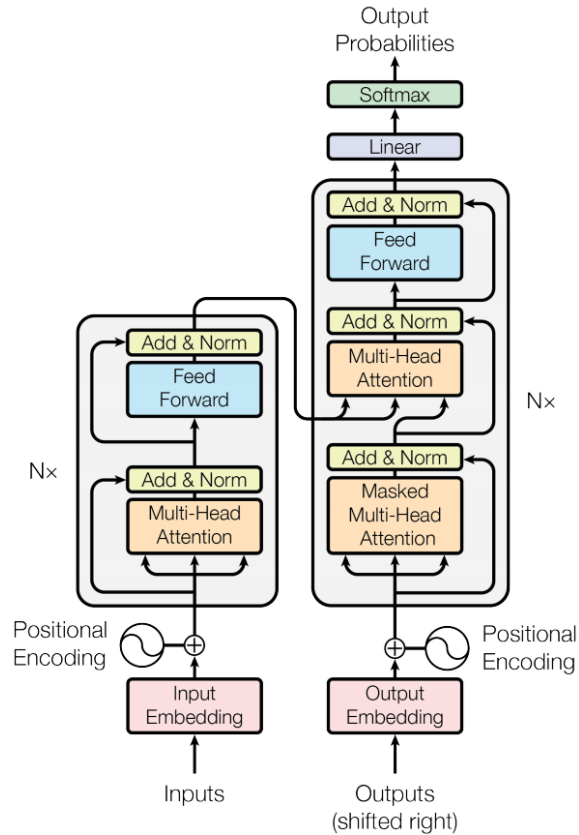 Output
Probabilities
Softmax
Linear
Add & Norm
Feed
Forward
Add & Norm
Multi-Head
Attention
Add & Norm
Masked
Multi-Head
Attention
N×
Add & Norm
Feed
Forward
Add & Norm
Multi-Head
Attention
N×
Positional
Encoding
Positional
Encoding
Input
Embedding
Output
Embedding
Inputs
Outputs
(shifted right)